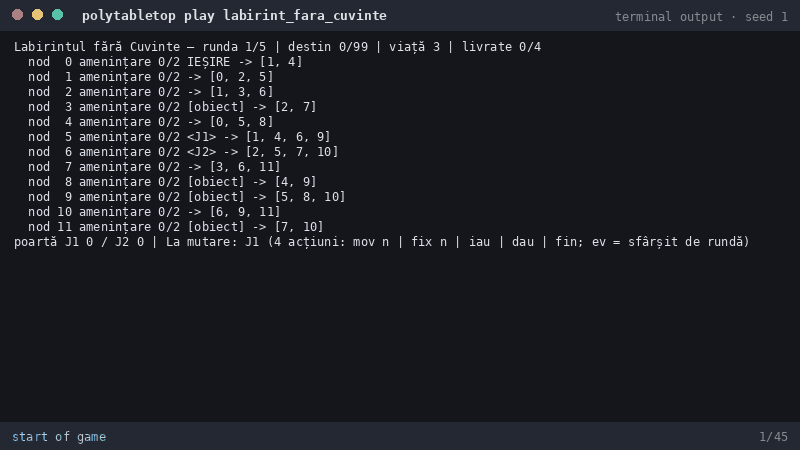 polytabletop play labirint_fara_cuvinte
terminal output · seed 1
Labirintul fără Cuvinte — runda 1/5 | destin 0/99 | viață 3 | livrate 0/4
nod 0 amenințare 0/2 IEȘIRE -> [1, 4]
nod 1 amenințare 0/2 -> [0, 2, 5]
nod 2 amenințare 0/2 -> [1, 3, 6]
nod 3 amenințare 0/2 [obiect] -> [2, 7]
nod 4 amenințare 0/2 -> [0, 5, 8]
nod 5 amenințare 0/2 <J1> -> [1, 4, 6, 9]
nod 6 amenințare 0/2 <J2> -> [2, 5, 7, 10]
nod 7 amenințare 0/2 -> [3, 6, 11]
nod 8 amenințare 0/2 [obiect] -> [4, 9]
nod 9 amenințare 0/2 [obiect] -> [5, 8, 10]
nod 10 amenințare 0/2 -> [6, 9, 11]
nod 11 amenințare 0/2 [obiect] -> [7, 10]
poartă J1 0 / J2 0 | La mutare: J1 (4 acțiuni: mov n | fix n | iau | dau | fin; ev = sfârșit de rundă)
start of game
1/45